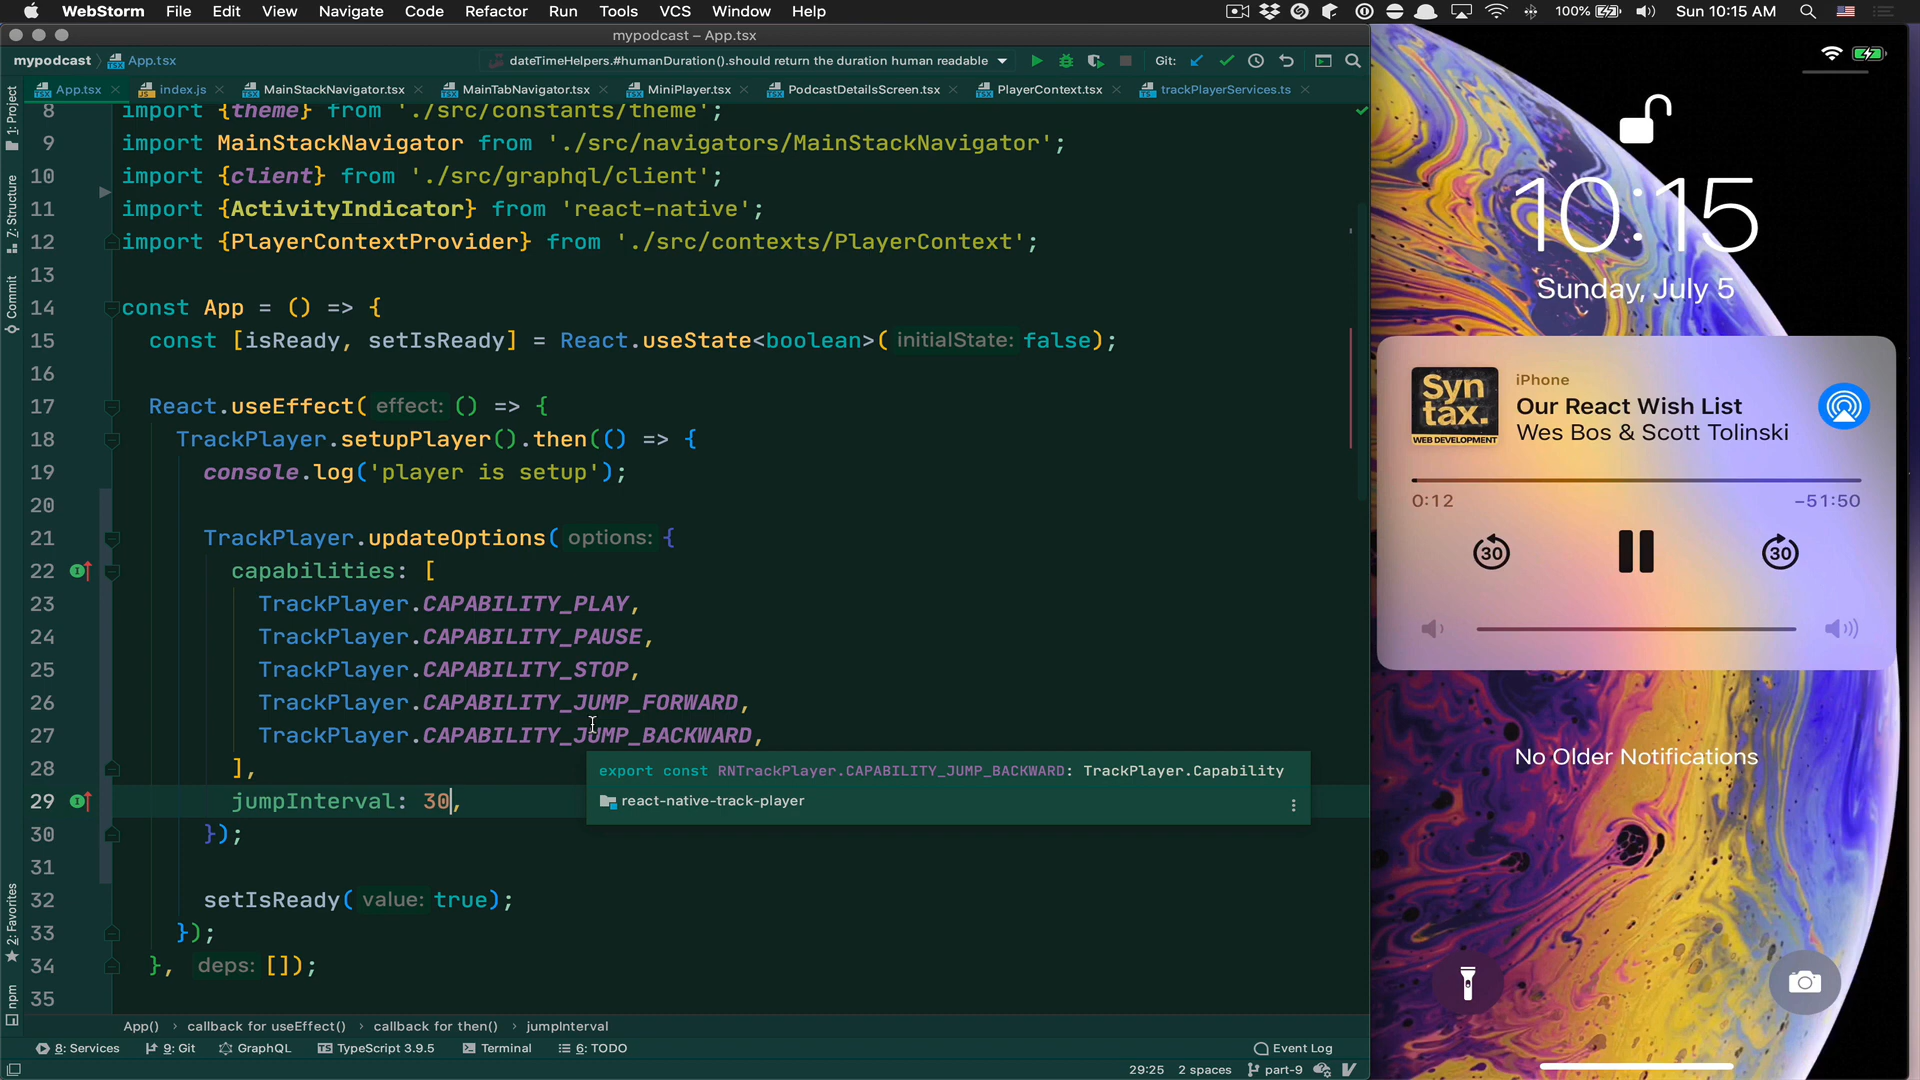 WebStorm File Edit View Navigate Code Refactor Run Tools VCS Window Help
100% Sun 10:15 AM
mypodcast – App.tsx
mypodcast App.tsx
dateTimeHelpers.#humanDuration().should return the duration human readable
Git:
App.tsx index.js MainStackNavigator.tsx MainTabNavigator.tsx MiniPlayer.tsx PodcastDetailsScreen.tsx PlayerContext.tsx trackPlayerServices.ts
1: Project
7: Structure
Commit
2: Favorites
npm
8 import {theme} from './src/constants/theme';
9 import MainStackNavigator from './src/navigators/MainStackNavigator';
10 import {client} from './src/graphql/client';
11 import {ActivityIndicator} from 'react-native';
12 import {PlayerContextProvider} from './src/contexts/PlayerContext';
13
14 const App = () => {
15 const [isReady, setIsReady] = React.useState<boolean>( initialState: false);
16
17 React.useEffect( effect: () => {
18 TrackPlayer.setupPlayer().then(() => {
19 console.log('player is setup');
20
21 TrackPlayer.updateOptions( options: {
22 capabilities: [
23 TrackPlayer.CAPABILITY_PLAY,
24 TrackPlayer.CAPABILITY_PAUSE,
25 TrackPlayer.CAPABILITY_STOP,
26 TrackPlayer.CAPABILITY_JUMP_FORWARD,
27 TrackPlayer.CAPABILITY_JUMP_BACKWARD,
28 ],
29 jumpInterval: 30,
30 });
31
32 setIsReady( value: true);
33 });
34 }, deps: []);
35
export const RNTrackPlayer.CAPABILITY_JUMP_BACKWARD: TrackPlayer.Capability
react-native-track-player
App() › callback for useEffect() › callback for then() › jumpInterval
8: Services 9: Git GraphQL TypeScript 3.9.5 Terminal 6: TODO Event Log
29:25 2 spaces part-9
10:15
Sunday, July 5
Syn
tax.
WEB DEVELOPMENT
iPhone
Our React Wish List
Wes Bos & Scott Tolinski
0:12 -51:50
30 30
No Older Notifications